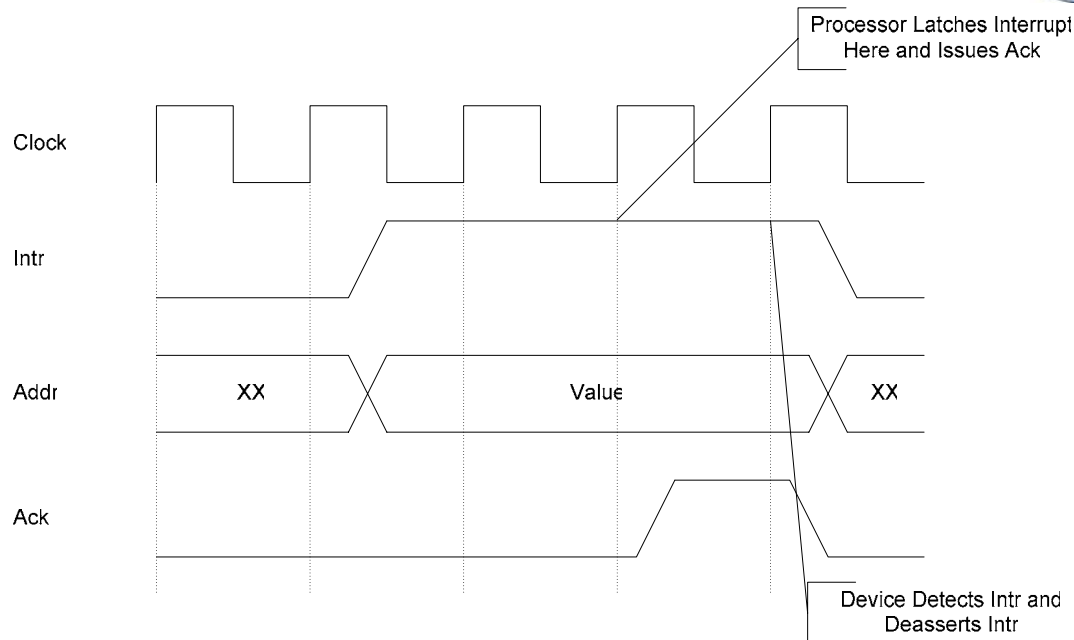 Processor Latches Interrupt
Here and Issues Ack
Clock
Intr
Addr
XX
Value
XX
Ack
Device Detects Intr and
Deasserts Intr